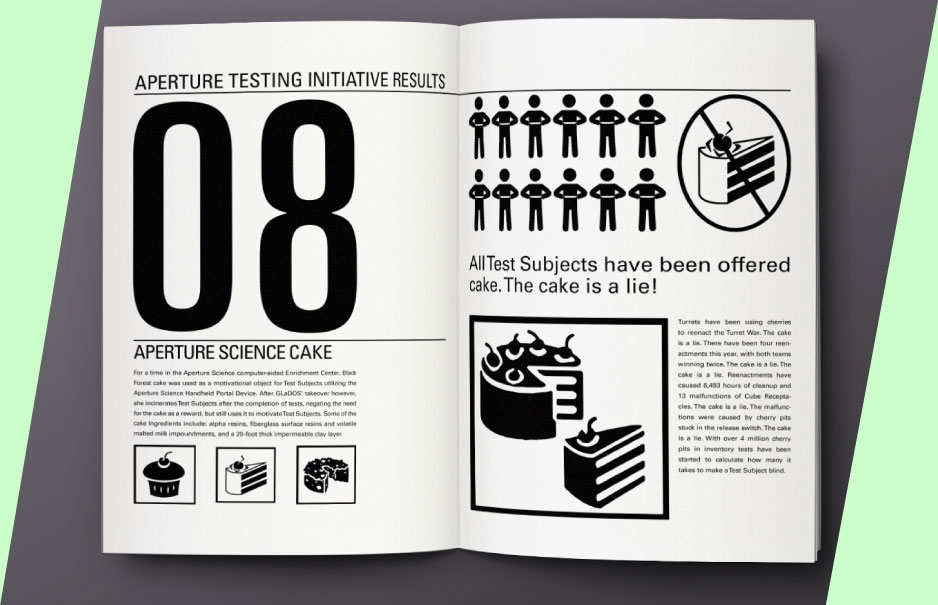 APERTURE TESTING INITIATIVE RESULTS
08
APERTURE SCIENCE CAKE
For a time in the Aperture Science computer-aided Enrichment Center, Black
Forest cake was used as a motivational object for Test Subjects utilizing the
Aperture Science Handheld Portal Device. After GLaDOS' takeover however,
she incinerates Test Subjects after the completion of tests, negating the need
for the cake as a reward, but still uses it to motivate Test Subjects. Some of the
cake ingredients include: alpha resins, fiberglass surface resins and volatile
malted milk impoundments, and a 20-foot thick impermeable clay layer.
All Test Subjects have been offered
cake. The cake is a lie!
Turrets have been using cherries
to reenact the Turret War. The cake
is a lie. There have been four reen-
actments this year, with both teams
winning twice. The cake is a lie. The
cake is a lie. Reenactments have
caused 6,493 hours of cleanup and
13 malfunctions of Cube Recepta-
cles. The cake is a lie. The malfunc-
tions were caused by cherry pits
stuck in the release switch. The cake
is a lie. With over 4 million cherry
pits in inventory tests have been
started to calculate how many it
takes to make a Test Subject blind.